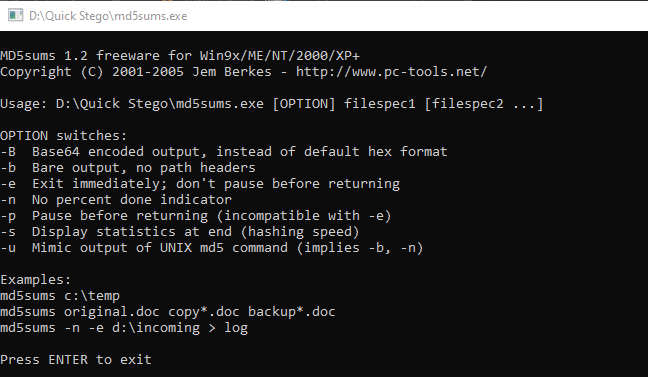 D:\Quick Stego\md5sums.exe
MD5sums 1.2 freeware for Win9x/ME/NT/2000/XP+
Copyright (C) 2001-2005 Jem Berkes - http://www.pc-tools.net/
Usage: D:\Quick Stego\md5sums.exe [OPTION] filespec1 [filespec2 ...]
OPTION switches:
-B  Base64 encoded output, instead of default hex format
-b  Bare output, no path headers
-e  Exit immediately; don't pause before returning
-n  No percent done indicator
-p  Pause before returning (incompatible with -e)
-s  Display statistics at end (hashing speed)
-u  Mimic output of UNIX md5 command (implies -b, -n)
Examples:
md5sums c:\temp
md5sums original.doc copy*.doc backup*.doc
md5sums -n -e d:\incoming > log
Press ENTER to exit